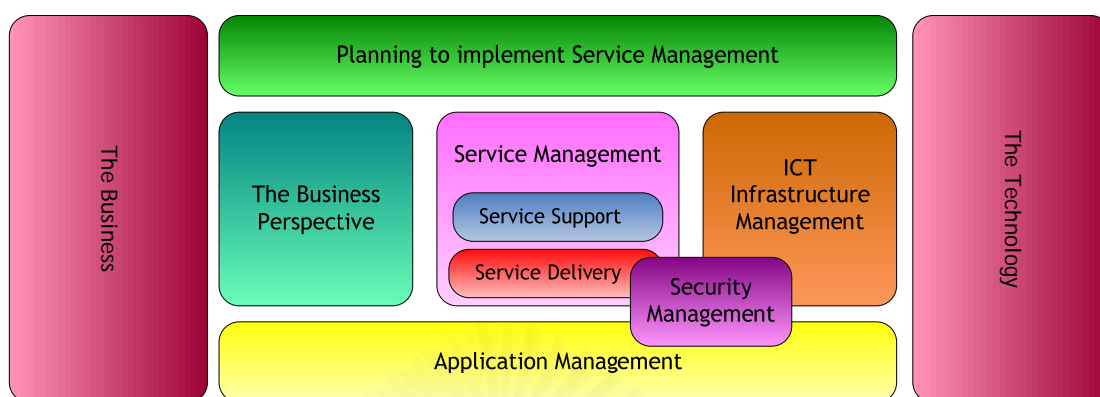 Planning to implement Service Management
The Business
The Business
Perspective
Service Management
Service Support
Service Delivery
ICT
Infrastructure
Management
Security
Management
Application Management
The Technology